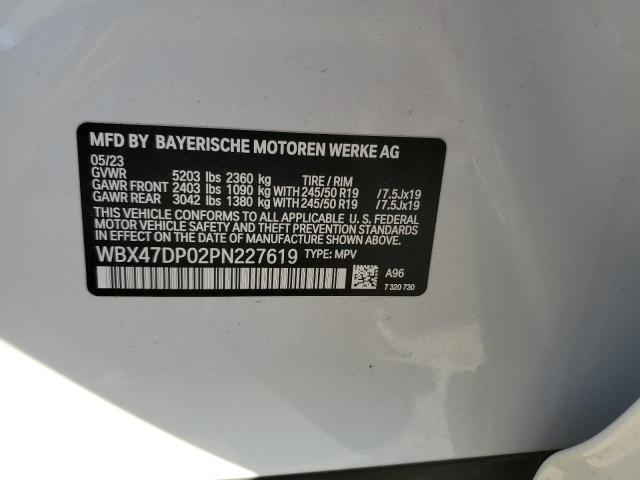 MFD BY BAYERISCHE MOTOREN WERKE AG
05/23
GVWR 5203 lbs 2360 kg TIRE / RIM
GAWR FRONT 2403 lbs 1090 kg WITH 245/50 R19 /7.5Jx19
GAWR REAR 3042 lbs 1380 kg WITH 245/50 R19 /7.5Jx19
THIS VEHICLE CONFORMS TO ALL APPLICABLE U. S. FEDERAL
MOTOR VEHICLE SAFETY AND THEFT PREVENTION STANDARDS
IN EFFECT ON THE DATE OF MANUFACTURE SHOWN ABOVE.
WBX47DP02PN227619 TYPE: MPV
A96
7 320 730